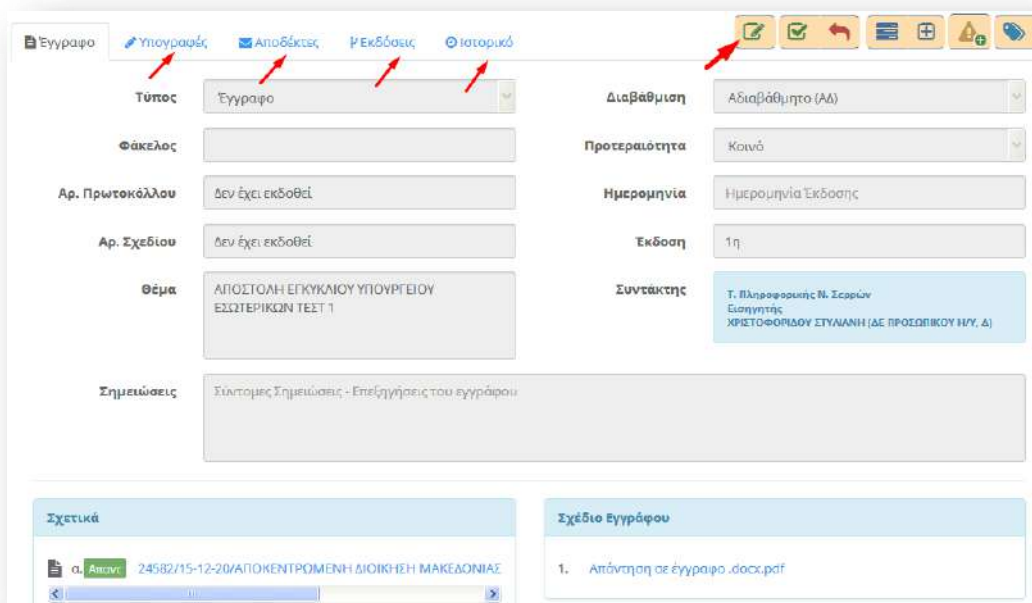 Έγγραφο Υπογραφές Αποδέκτες Εκδόσεις Ιστορικό
Τύπος Έγγραφο Διαβάθμιση Αδιαβάθμητο (ΑΔ)
Φάκελος Προτεραιότητα Κοινό
Αρ. Πρωτοκόλλου Δεν έχει εκδοθεί Ημερομηνία Ημερομηνία Έκδοσης
Αρ. Σχεδίου Δεν έχει εκδοθεί Έκδοση 1η
Θέμα ΑΠΟΣΤΟΛΗ ΕΓΚΥΚΛΙΟΥ ΥΠΟΥΡΓΕΙΟΥ
ΕΣΩΤΕΡΙΚΩΝ ΤΕΣΤ 1
Συντάκτης Τ. Πληροφορικής Ν. Σερρών
Εισηγητής
ΧΡΙΣΤΟΦΟΡΙΔΟΥ ΣΤΥΛΙΑΝΗ (ΔΕ ΠΡΟΣΩΠΙΚΟΥ Η/Υ, Δ)
Σημειώσεις Σύντομες Σημειώσεις - Επεξηγήσεις του εγγράφου
Σχετικά Σχέδιο Εγγράφου
α. Απαντ 24582/15-12-20/ΑΠΟΚΕΝΤΡΩΜΕΝΗ ΔΙΟΙΚΗΣΗ ΜΑΚΕΔΟΝΙΑΣ 1. Απάντηση σε έγγραφο .docx.pdf